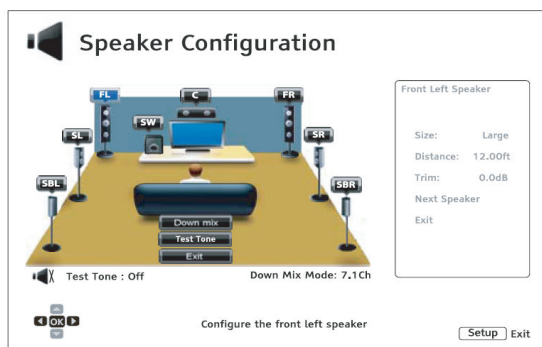 Speaker Configuration
FL
C
FR
SW
SL
SR
SBL
SBR
Down mix
Test Tone
Exit
Test Tone : Off
Down Mix Mode: 7.1Ch
Front Left Speaker
Size: Large
Distance: 12.00ft
Trim: 0.0dB
Next Speaker
Exit
OK
Configure the front left speaker
Setup Exit